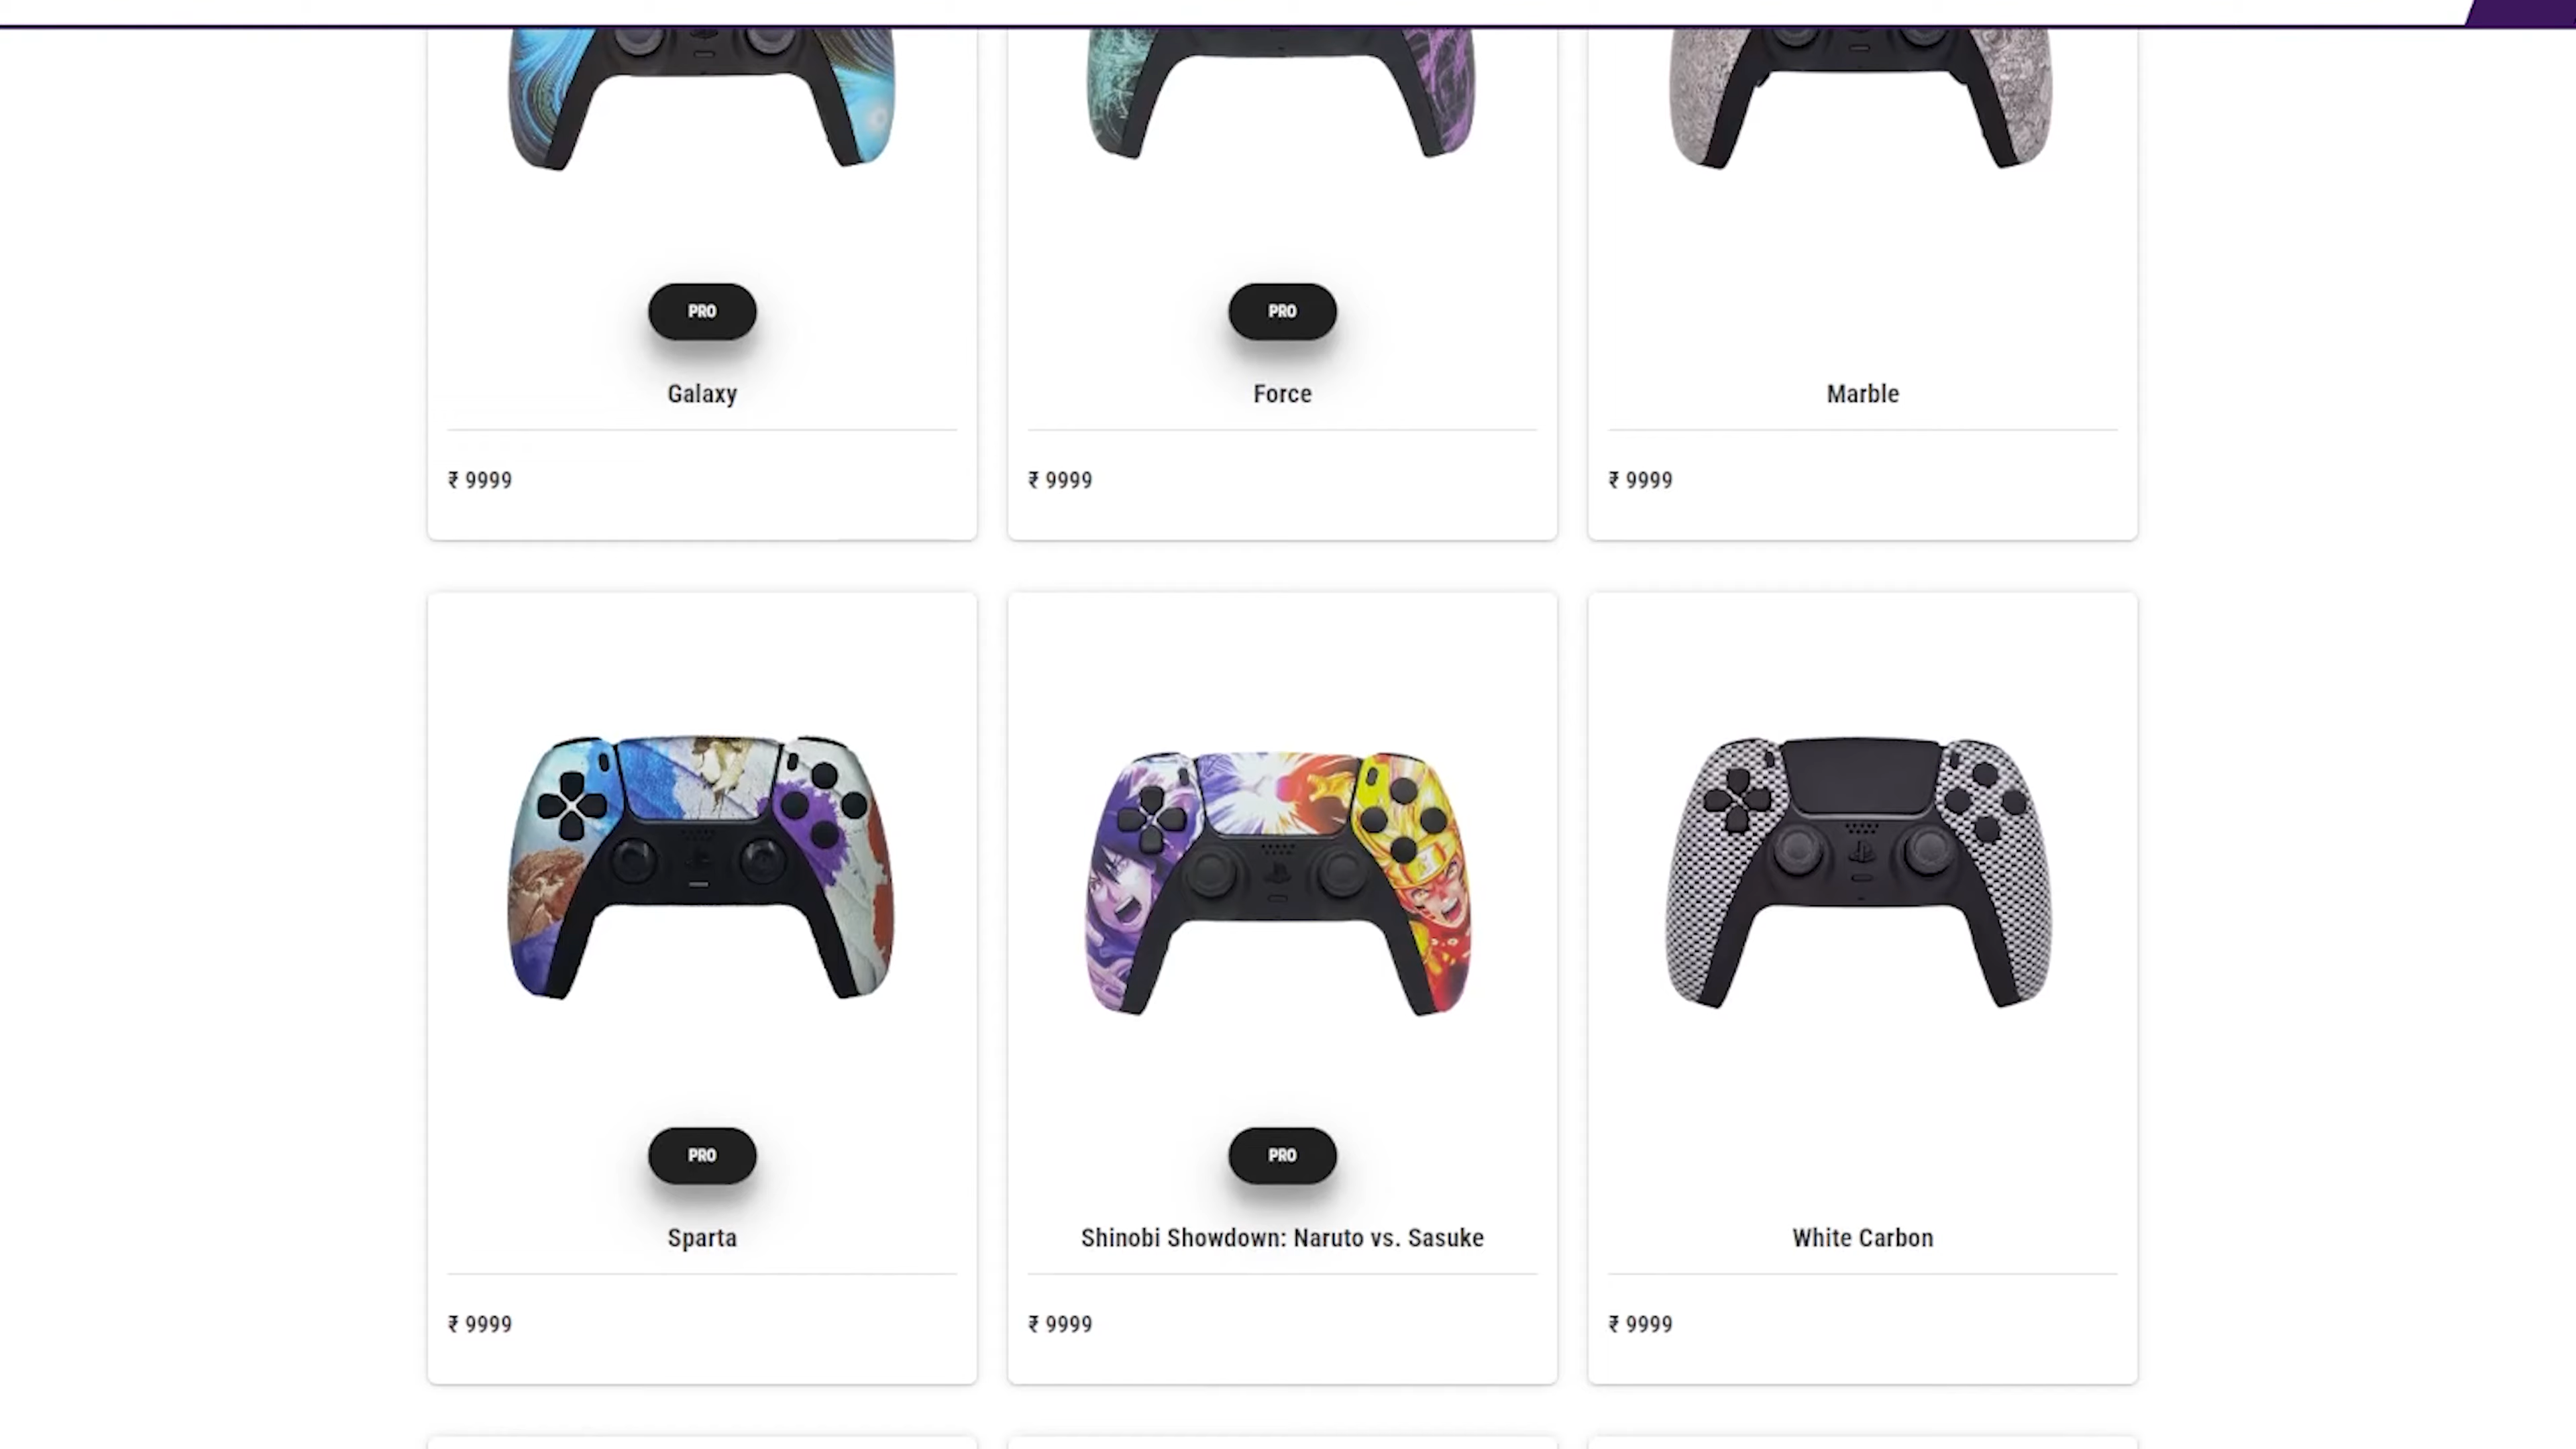 PRO
PRO
Galaxy
Force
Marble
₹ 9999
₹ 9999
₹ 9999
PRO
PRO
Sparta
Shinobi Showdown: Naruto vs. Sasuke
White Carbon
₹ 9999
₹ 9999
₹ 9999